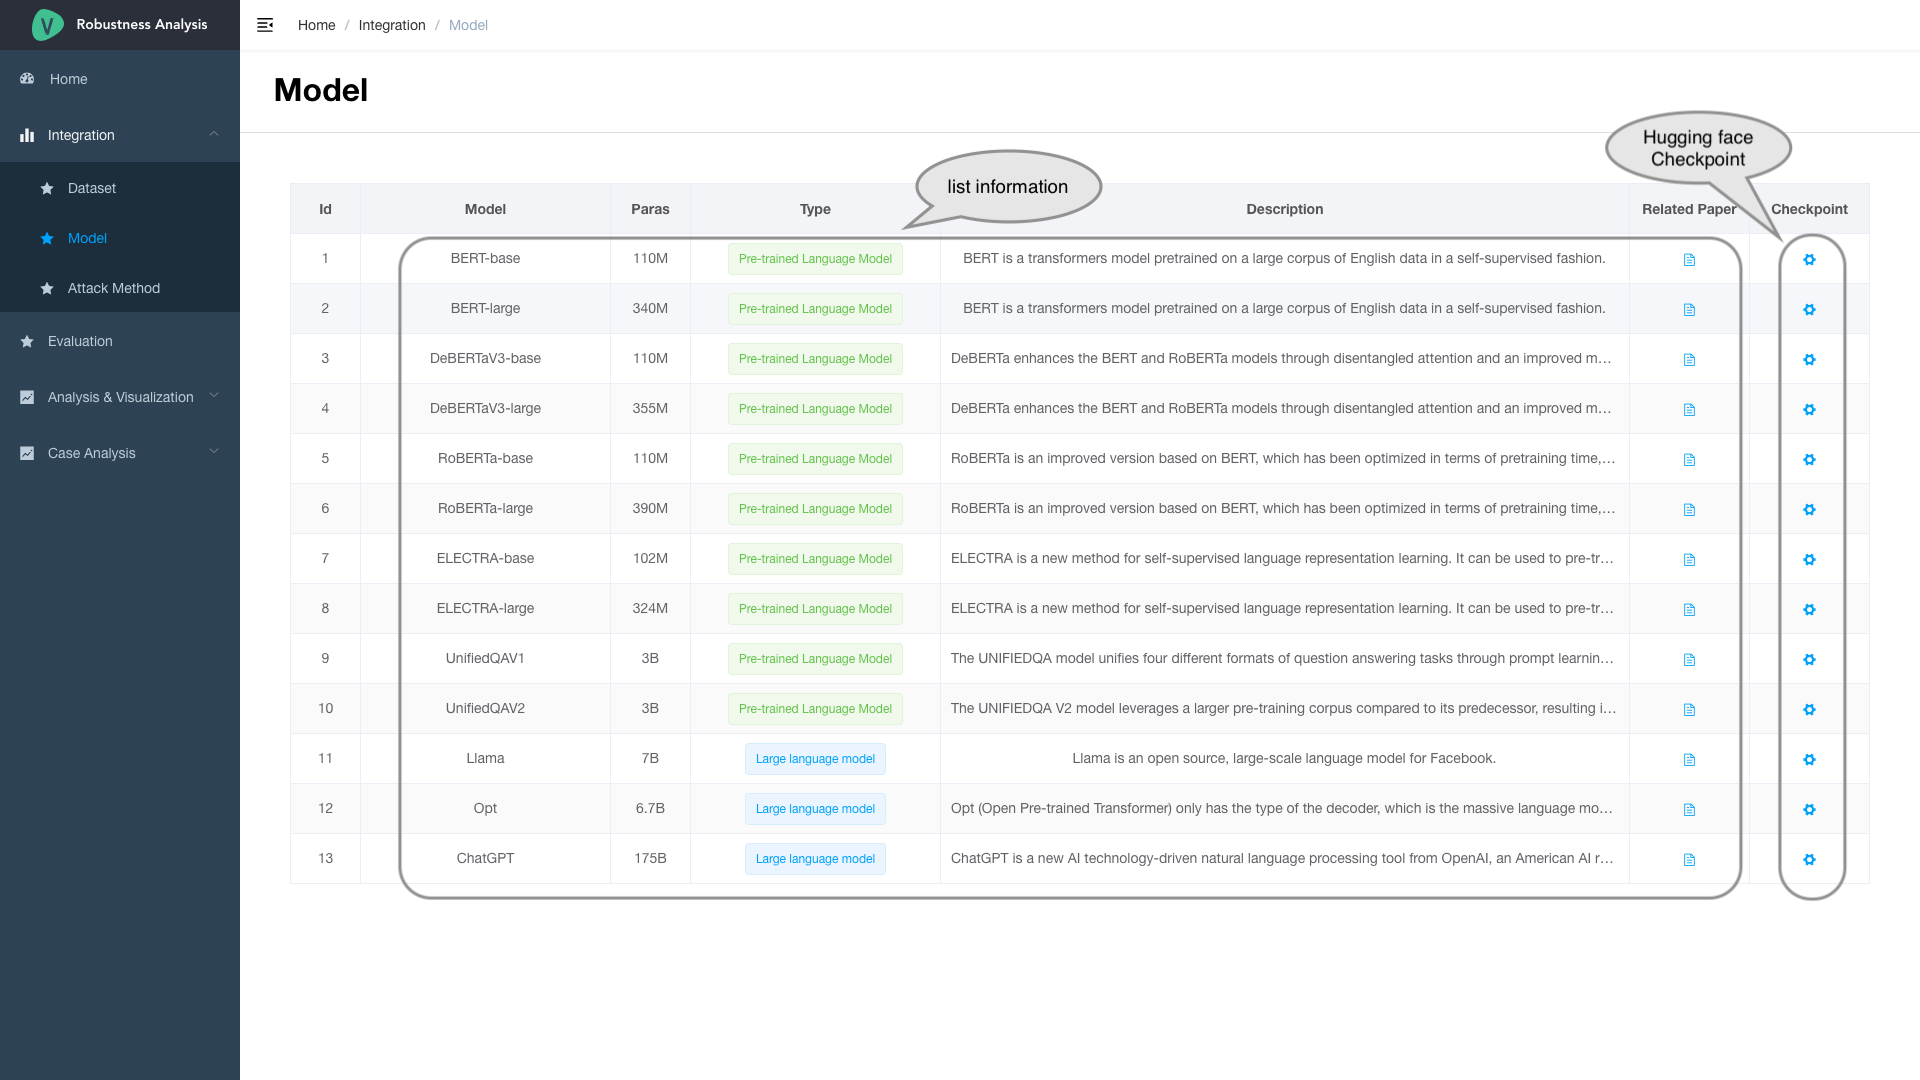 V Robustness Analysis
Home / Integration / Model
Home
Integration
Dataset
Model
Attack Method
Evaluation
Analysis & Visualization
Case Analysis
Model
list information
Hugging face
Checkpoint
Id Model Paras Type Description Related Paper Checkpoint
1 BERT-base 110M Pre-trained Language Model BERT is a transformers model pretrained on a large corpus of English data in a self-supervised fashion.
2 BERT-large 340M Pre-trained Language Model BERT is a transformers model pretrained on a large corpus of English data in a self-supervised fashion.
3 DeBERTaV3-base 110M Pre-trained Language Model DeBERTa enhances the BERT and RoBERTa models through disentangled attention and an improved m...
4 DeBERTaV3-large 355M Pre-trained Language Model DeBERTa enhances the BERT and RoBERTa models through disentangled attention and an improved m...
5 RoBERTa-base 110M Pre-trained Language Model RoBERTa is an improved version based on BERT, which has been optimized in terms of pretraining time,...
6 RoBERTa-large 390M Pre-trained Language Model RoBERTa is an improved version based on BERT, which has been optimized in terms of pretraining time,...
7 ELECTRA-base 102M Pre-trained Language Model ELECTRA is a new method for self-supervised language representation learning. It can be used to pre-tr...
8 ELECTRA-large 324M Pre-trained Language Model ELECTRA is a new method for self-supervised language representation learning. It can be used to pre-tr...
9 UnifiedQAV1 3B Pre-trained Language Model The UNIFIEDQA model unifies four different formats of question answering tasks through prompt learnin...
10 UnifiedQAV2 3B Pre-trained Language Model The UNIFIEDQA V2 model leverages a larger pre-training corpus compared to its predecessor, resulting i...
11 Llama 7B Large language model Llama is an open source, large-scale language model for Facebook.
12 Opt 6.7B Large language model Opt (Open Pre-trained Transformer) only has the type of the decoder, which is the massive language mo...
13 ChatGPT 175B Large language model ChatGPT is a new AI technology-driven natural language processing tool from OpenAI, an American AI r...